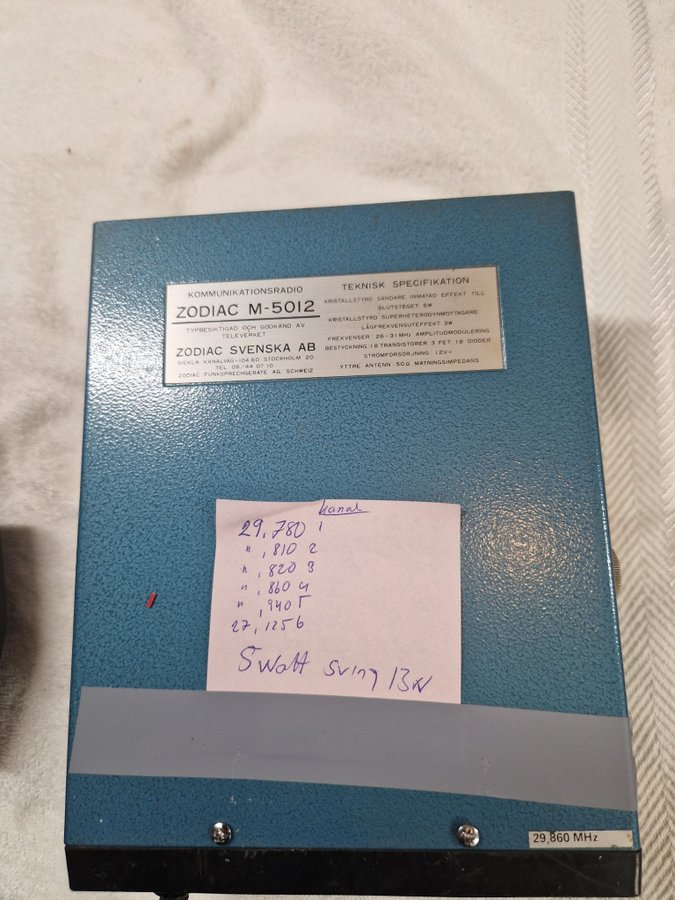 KOMMUNIKATIONSRADIO
ZODIAC M-5012
TYPBESIKTIGAD OCH GODKÄND AV
TELEVERKET
ZODIAC SVENSKA AB
SICKLA KANALVÄG-104 60 STOCKHOLM 20
TEL. 08/44 07 10
ZODIAC FUNKSPRECHGERÄTE AG, SCHWEIZ
TEKNISK SPECIFIKATION
KRISTALLSTYRD SÄNDARE INMATAD EFFEKT TILL
SLUTSTEGET 5W
KRISTALLSTYRD SUPERHETERODYNMOTTAGARE
LÅGFREKVENSUTEFFEKT 3W
FREKVENSER: 26-31 MHz AMPLITUDMODULERING
BESTYCKNING: 18 TRANSISTORER 3 FET, 18 DIODER
STRÖMFÖRSÖRJNING: 12V=
YTTRE ANTENN 50Ω MATNINGSIMPEDANS
kanal
29,780 1
" ,810 2
" ,820 3
" ,860 4
" ,940 5
27,125 6
5 Watt sving 13W
29,860 MHz